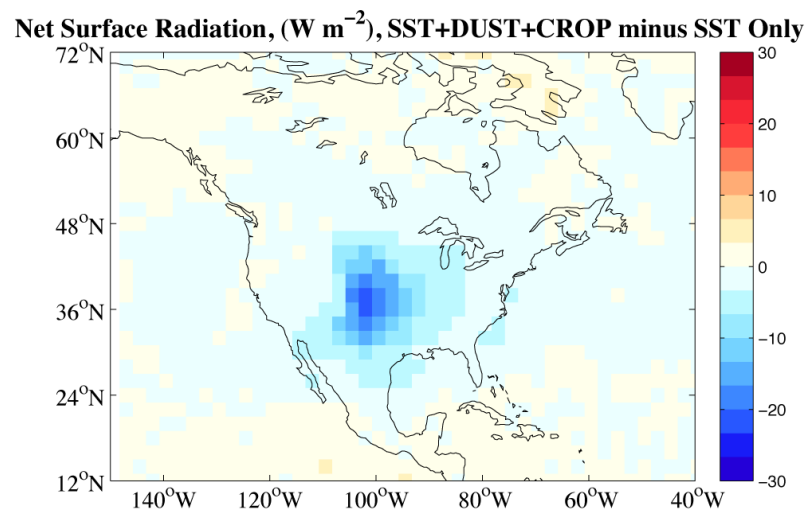 Net Surface Radiation, (W m⁻²), SST+DUST+CROP minus SST Only
72°N
60°N
48°N
36°N
24°N
12°N
140°W
100°W
80°W
60°W
40°W
30
20
10
0
−10
−20
−30